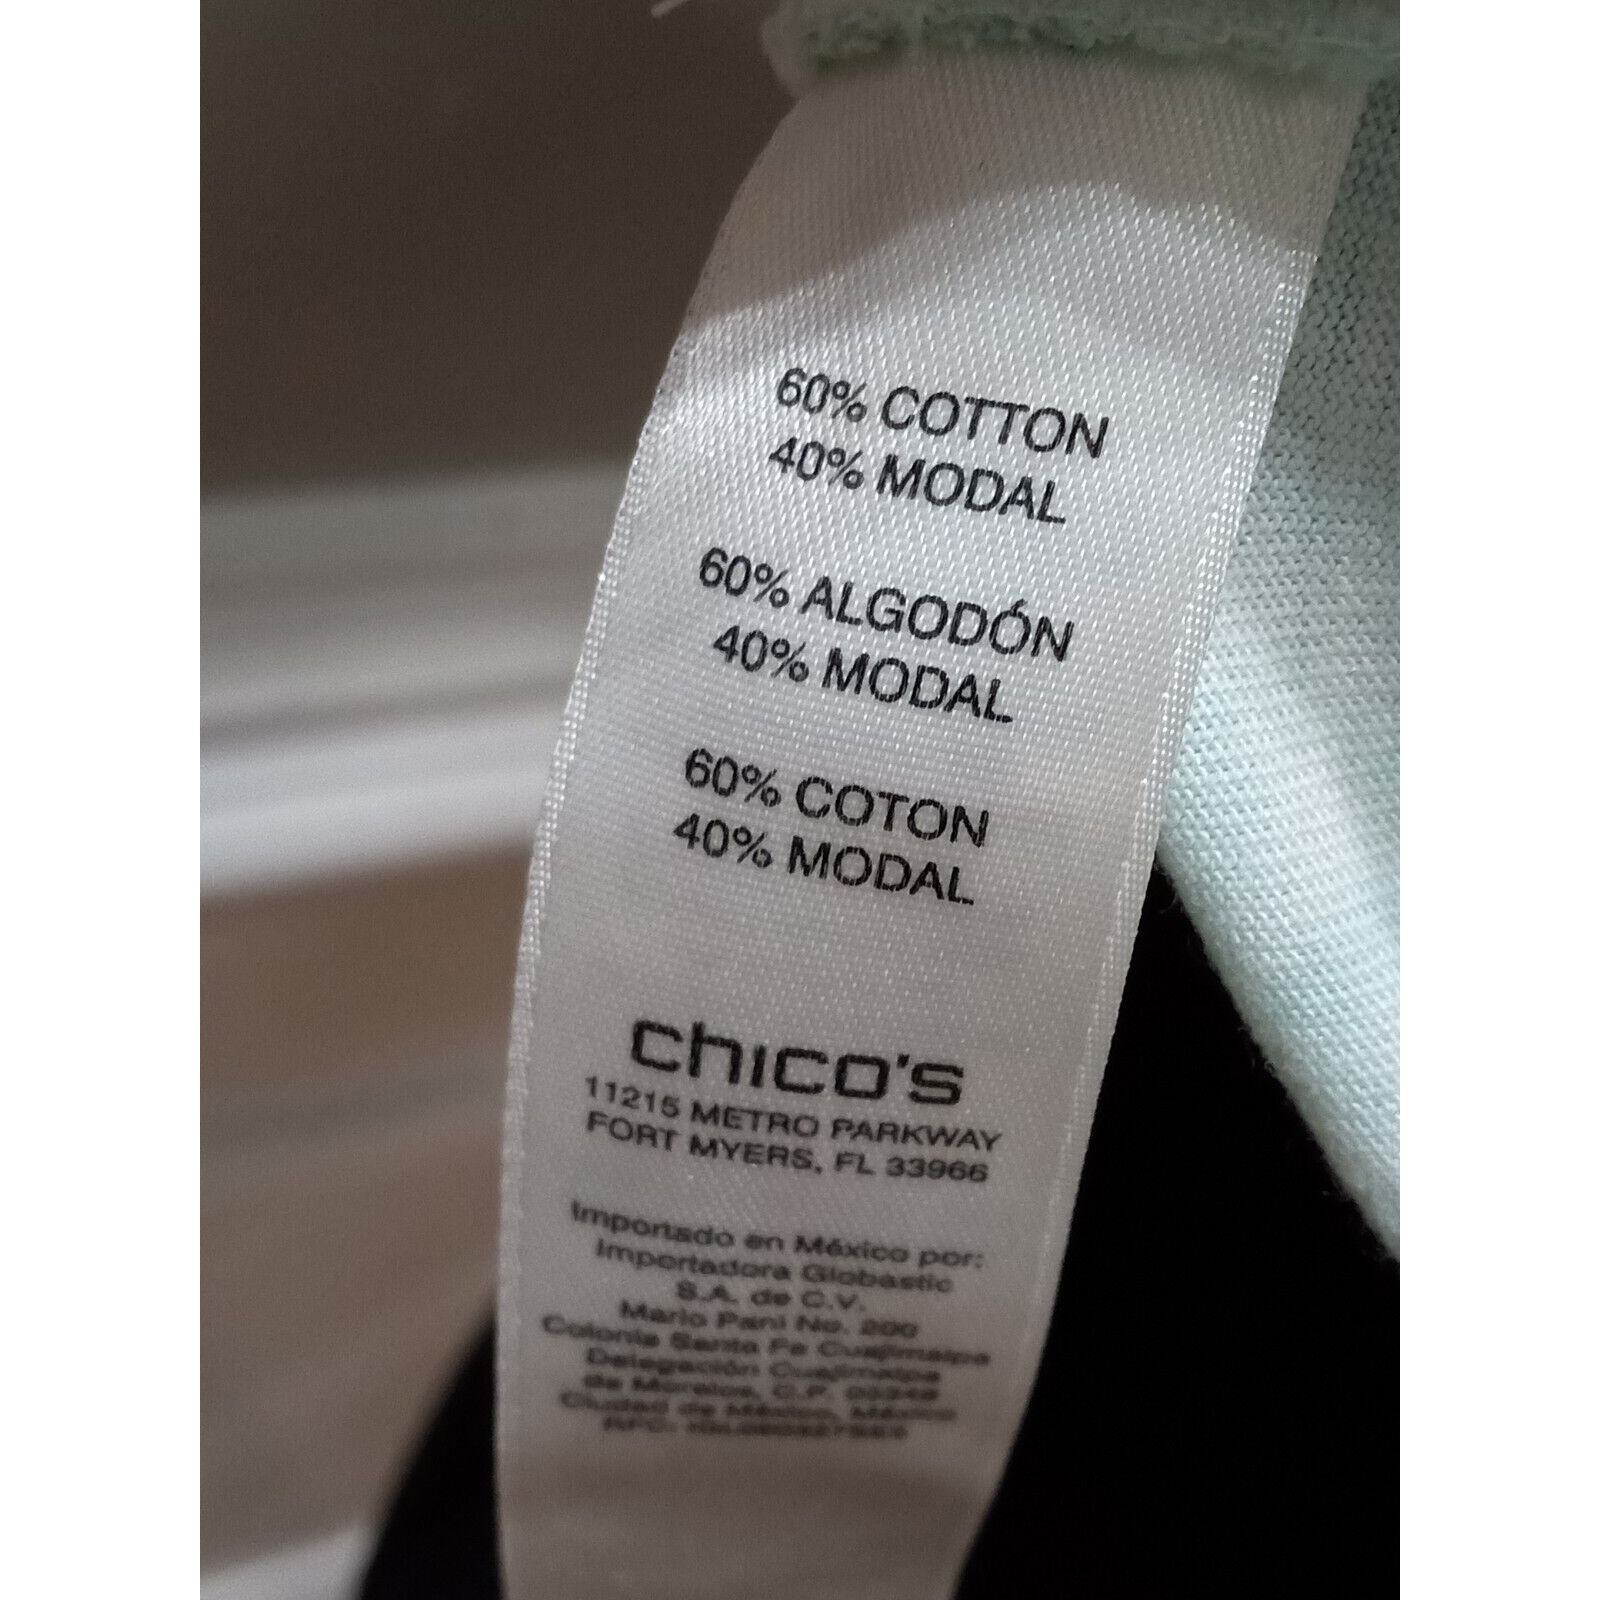 60% COTTON
40% MODAL
60% ALGODÓN
40% MODAL
60% COTON
40% MODAL
chico's
11215 METRO PARKWAY
FORT MYERS, FL 33966
Importado en México por:
Importadora Globastic
S.A. de C.V.
Mario Pani No. 200
Colonia Santa Fe Cuajimalpa
Delegación Cuajimalpa
de Morelos, C.P.
Ciudad de México, México
RFC: